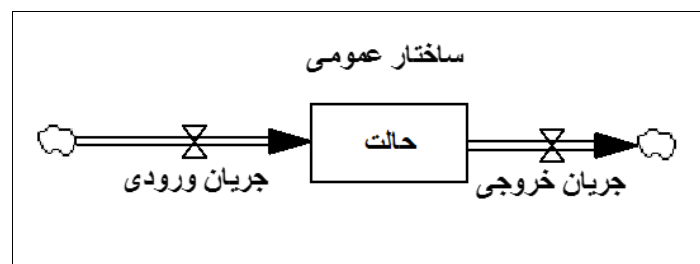 ساختار عمومی
حالت
جریان ورودی
جریان خروجی